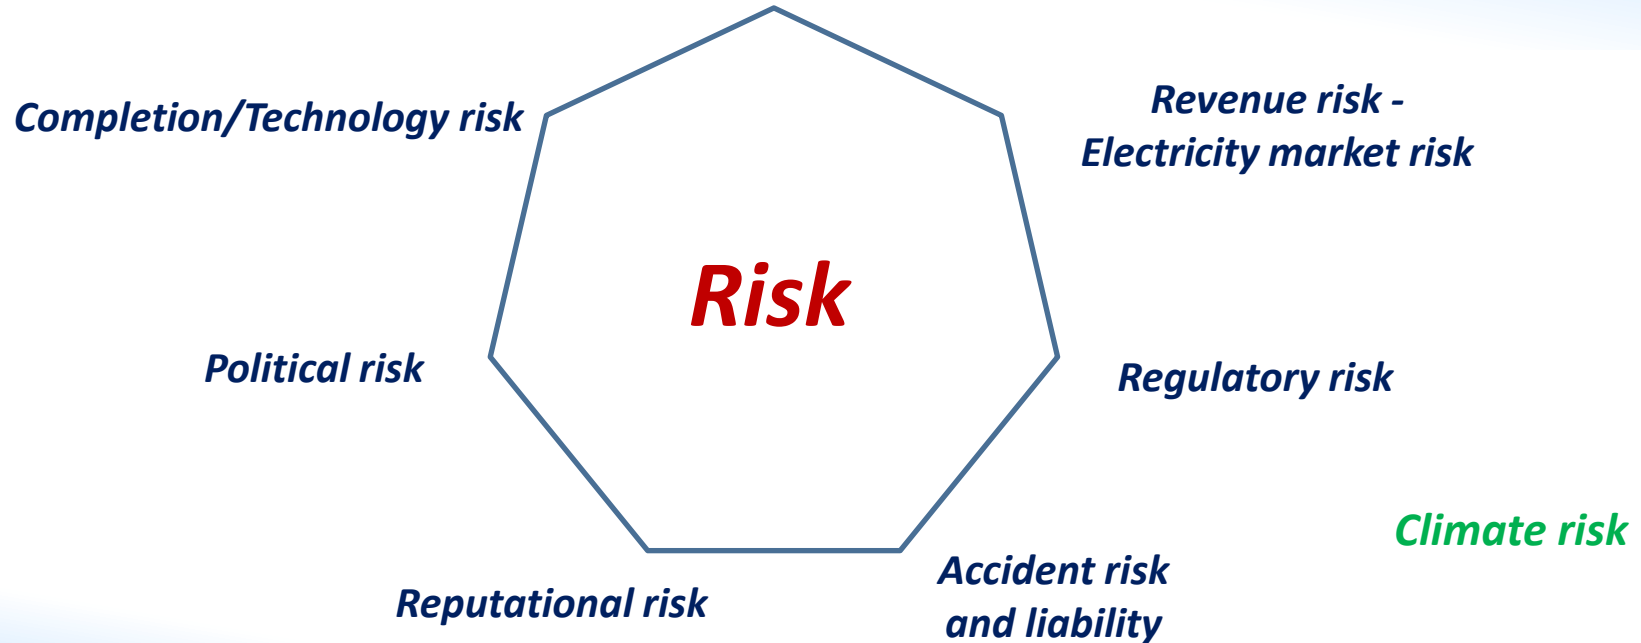 Completion/Technology risk
Revenue risk -
Electricity market risk
Risk
Political risk
Regulatory risk
Climate risk
Reputational risk
Accident risk
and liability